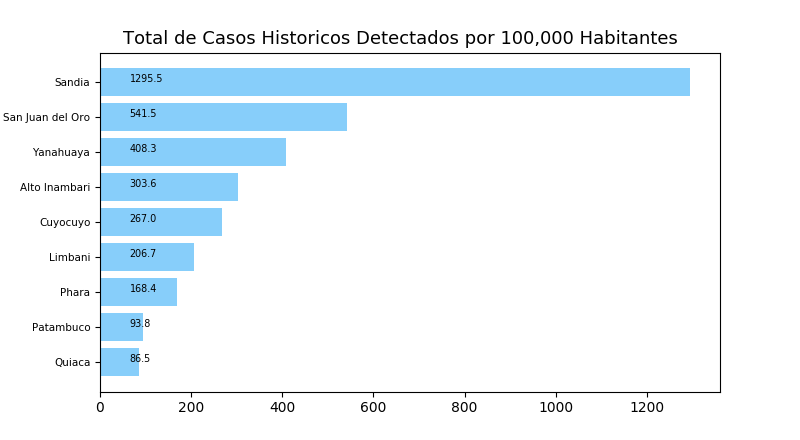 Total de Casos Historicos Detectados por 100,000 Habitantes
Sandia 1295.5
San Juan del Oro 541.5
Yanahuaya 408.3
Alto Inambari 303.6
Cuyocuyo 267.0
Limbani 206.7
Phara 168.4
Patambuco 93.8
Quiaca 86.5
0 200 400 600 800 1000 1200